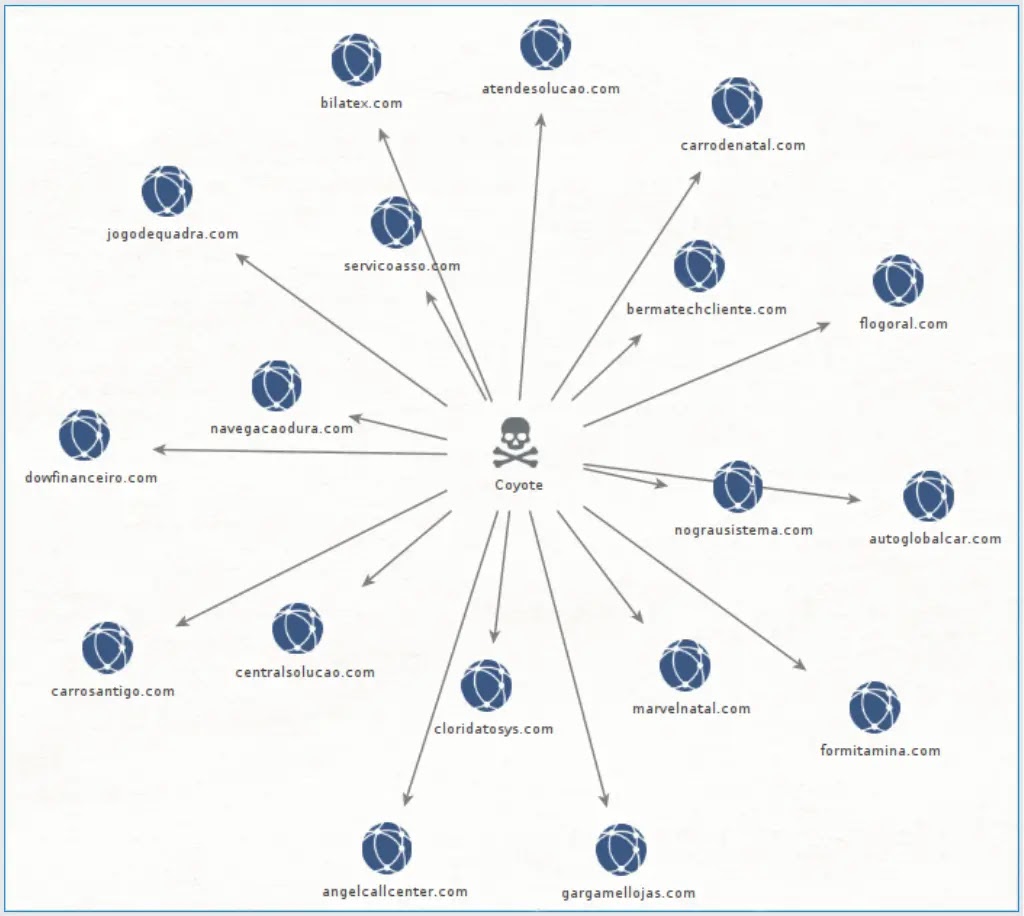 atendesolucao.com
bilatex.com
carrodenatal.com
jogodequadra.com
servicoasso.com
bermatechcliente.com
flogoral.com
navegacaodura.com
dowfinanceiro.com
Coyote
nograusistema.com
autoglobalcar.com
centralsolucao.com
carrosantigo.com
marvelnatal.com
cloridatosys.com
formitamina.com
angelcallcenter.com
gargamellojas.com